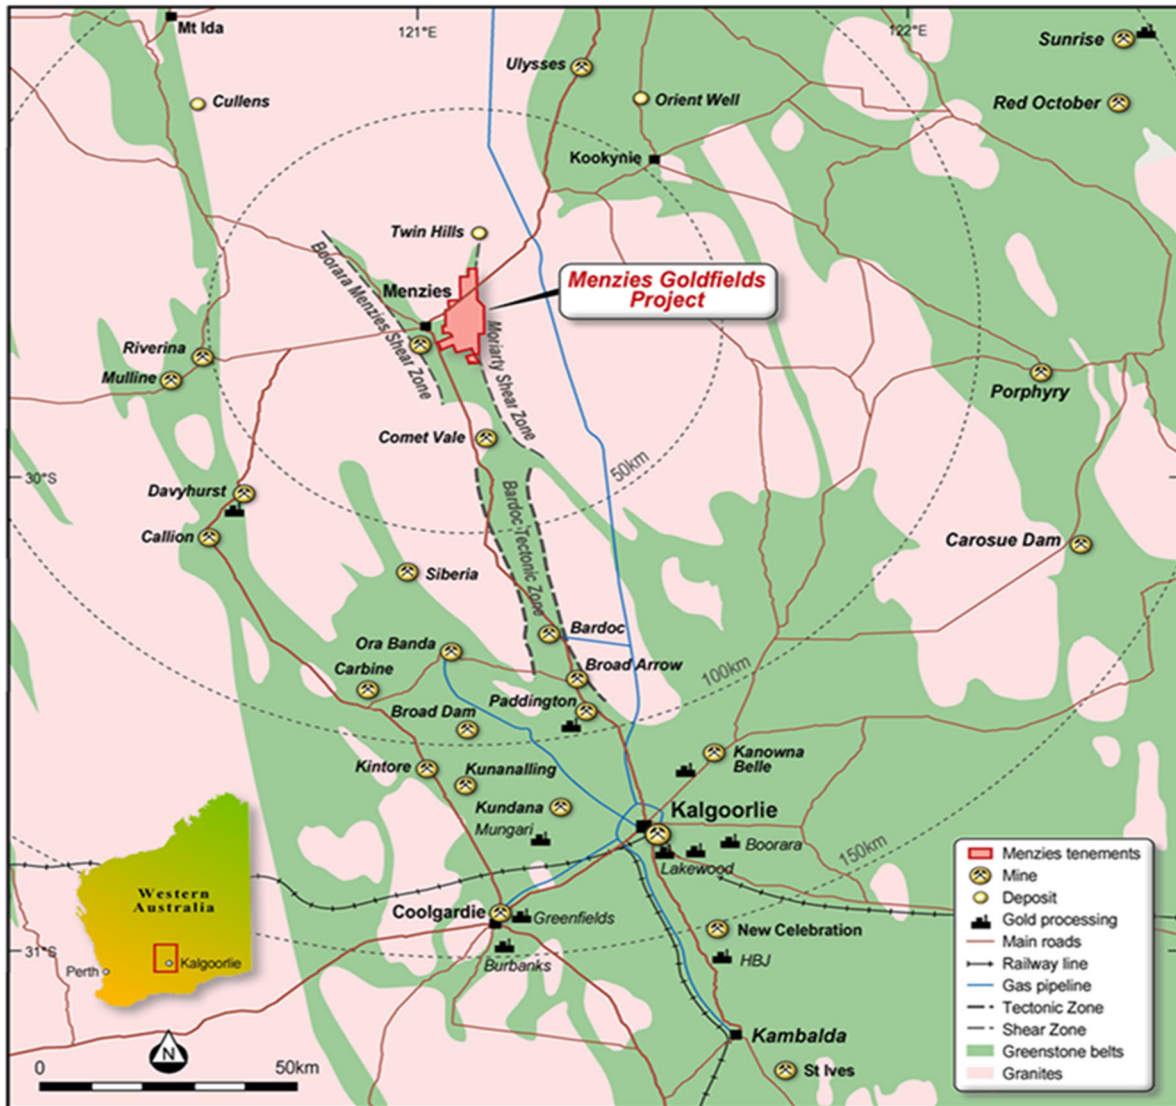 Mt Ida
121°E
122°E
Sunrise
Ulysses
Cullens
Orient Well
Red October
Kookynie
Twin Hills
Boorara Menzies Shear Zone
Menzies
Menzies Goldfields
Project
Moriarty Shear Zone
Riverina
Mulline
Porphyry
Comet Vale
50km
30°S
Davyhurst
Bardoc Tectonic Zone
Callion
Carosue Dam
Siberia
Bardoc
Ora Banda
Broad Arrow
Carbine
100km
Paddington
Broad Dam
Kanowna
Belle
Kintore
Kunanalling
Kundana
Kalgoorlie
Mungari
Boorara
150km
Lakewood
Coolgardie
Greenfields
New Celebration
Burbanks
HBJ
31°S
Kambalda
St Ives
Western
Australia
Perth
Kalgoorlie
N
0
50km
Menzies tenements
Mine
Deposit
Gold processing
Main roads
Railway line
Gas pipeline
Tectonic Zone
Shear Zone
Greenstone belts
Granites